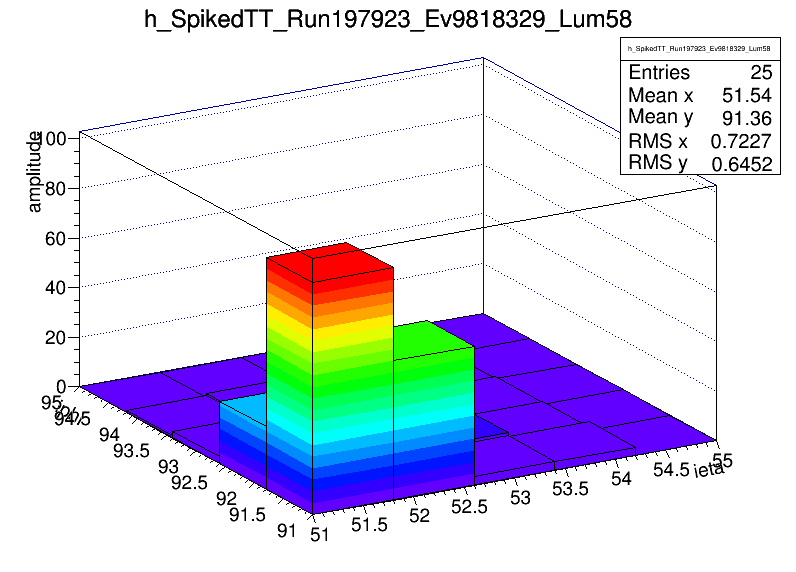 h_SpikedTT_Run197923_Ev9818329_Lum58
h_SpikedTT_Run197923_Ev9818329_Lum58
Entries 25
Mean x 51.54
Mean y 91.36
RMS x 0.7227
RMS y 0.6452
amplitude
100
80
60
40
20
0
95
94.5
94
93.5
93
92.5
92
91.5
91
51
51.5
52
52.5
53
53.5
54
54.5
55
ieta